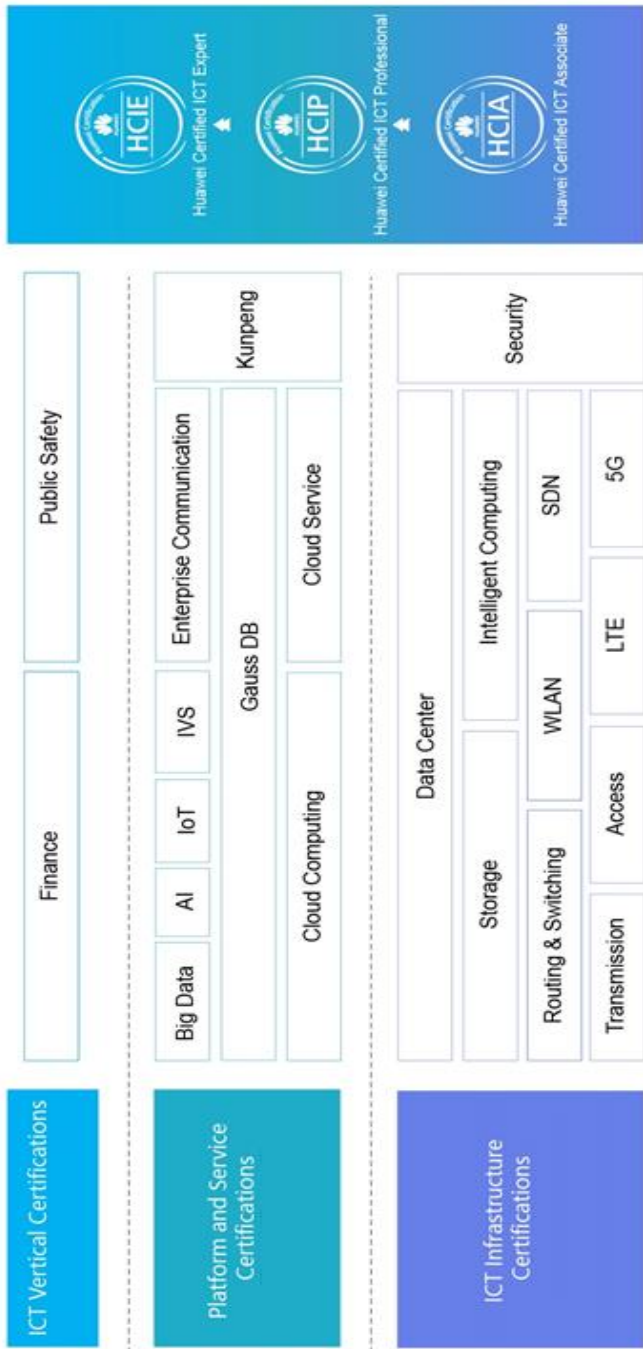 ICT Vertical Certifications
Finance
Public Safety
Platform and Service
Certifications
Big Data
AI
IoT
IVS
Enterprise Communication
Gauss DB
Cloud Computing
Cloud Service
Kunpeng
ICT Infrastructure
Certifications
Data Center
Storage
Intelligent Computing
Routing & Switching
WLAN
SDN
Transmission
Access
LTE
5G
Security
HCIE
Huawei Certified ICT Expert
HCIP
Huawei Certified ICT Professional
HCIA
Huawei Certified ICT Associate